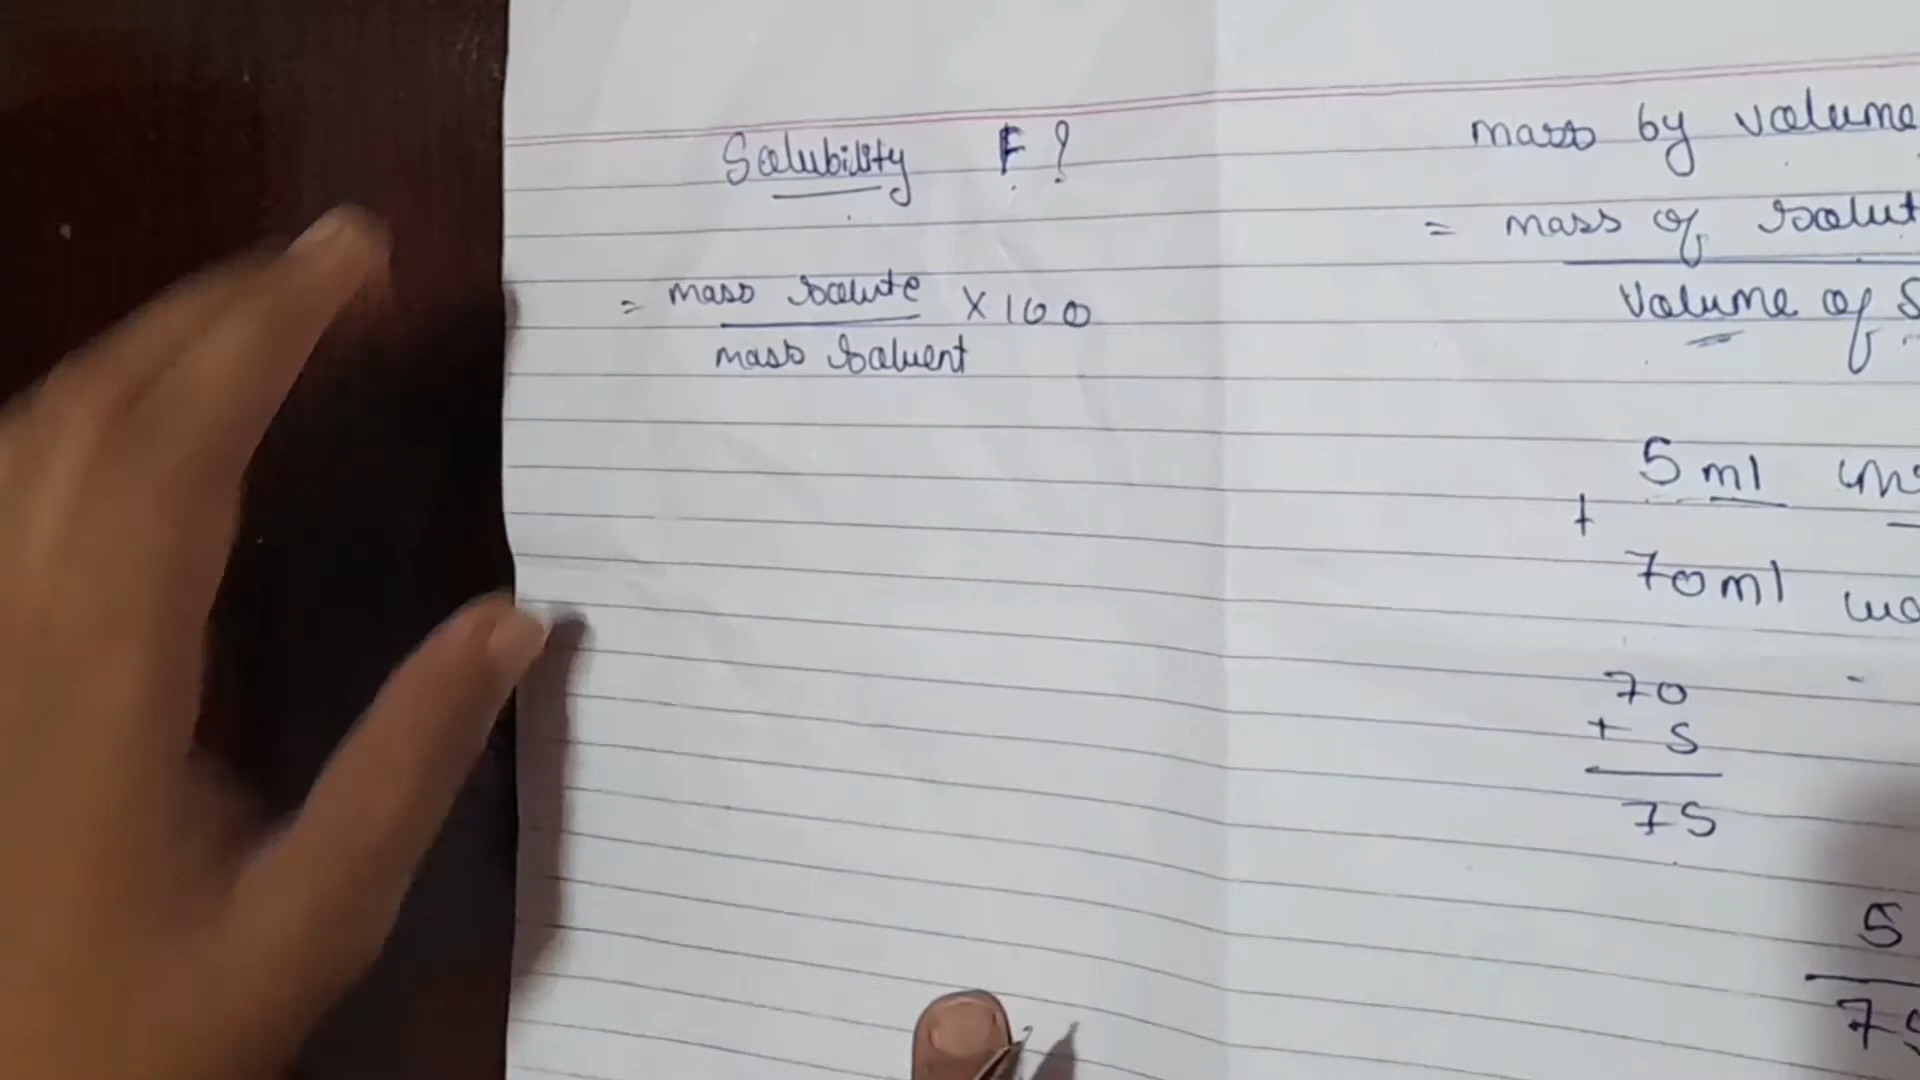 Solubility F?
= mass solute × 100
mass solvent
mass by volume
= mass of solut
Volume of S
5 ml
+
70 ml
70
+ 5
75
5
75